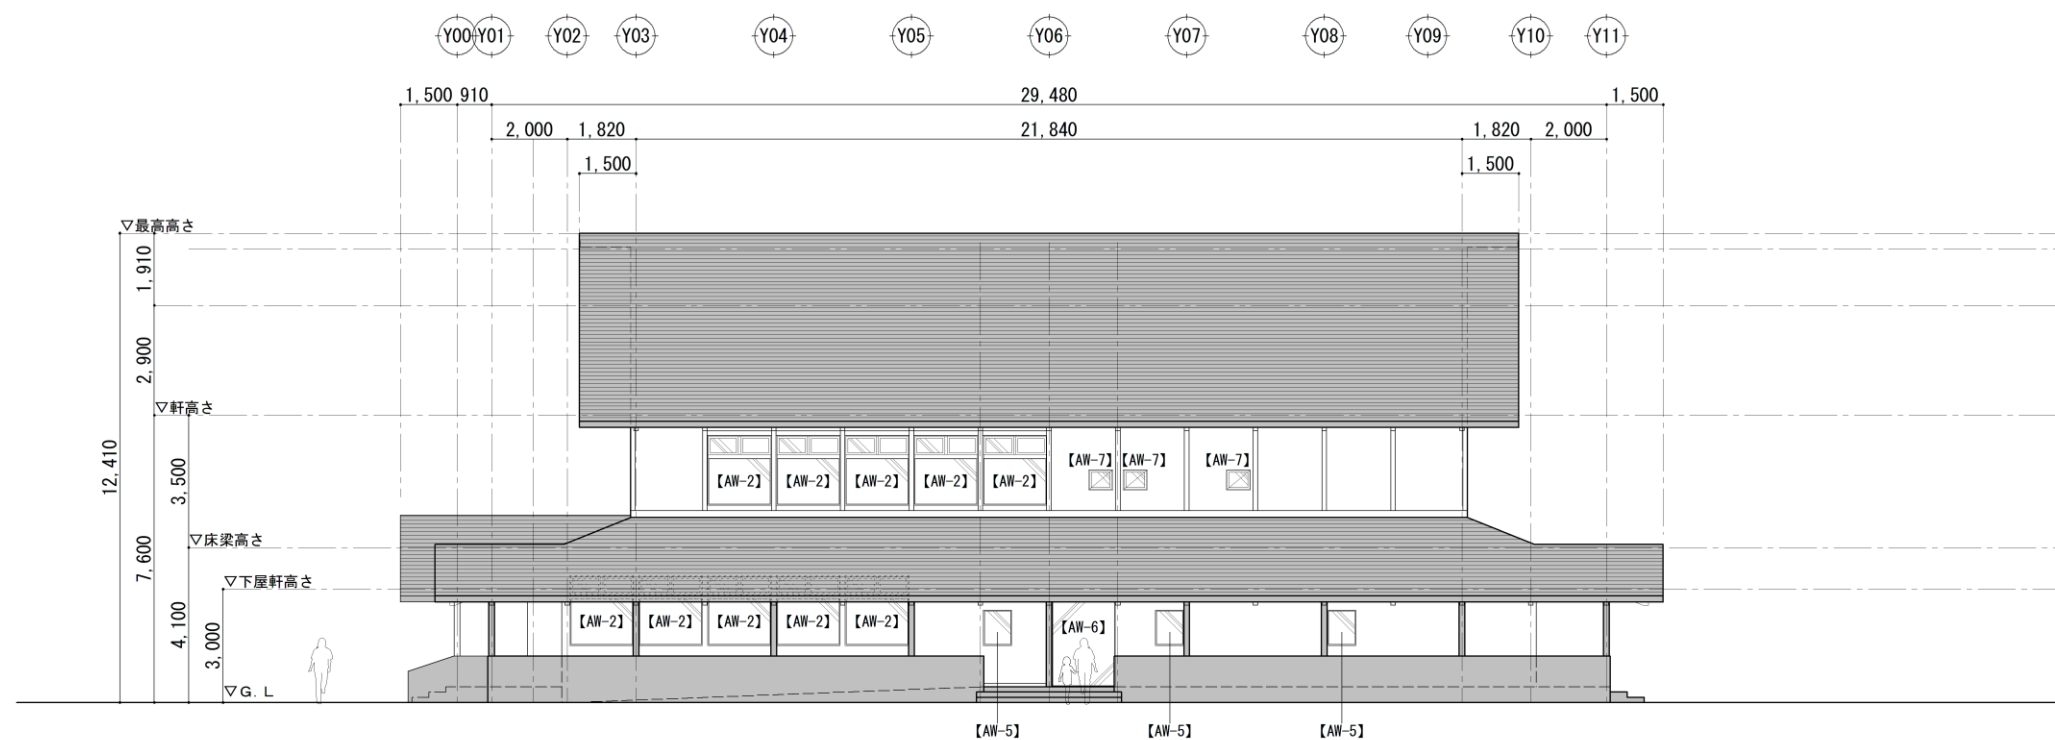 Y00 Y01 Y02 Y03 Y04 Y05 Y06 Y07 Y08 Y09 Y10 Y11
1,500 910 29,480 1,500
2,000 1,820 21,840 1,820 2,000
1,500 1,500
▽最高高さ
1,910
2,900
▽軒高さ
12,410
3,500
7,600
【AW-7】 【AW-7】 【AW-7】
【AW-2】 【AW-2】 【AW-2】 【AW-2】 【AW-2】
▽床梁高さ
▽下屋軒高さ
4,100
3,000
【AW-2】 【AW-2】 【AW-2】 【AW-2】 【AW-2】 【AW-6】
▽G.L
【AW-5】 【AW-5】 【AW-5】